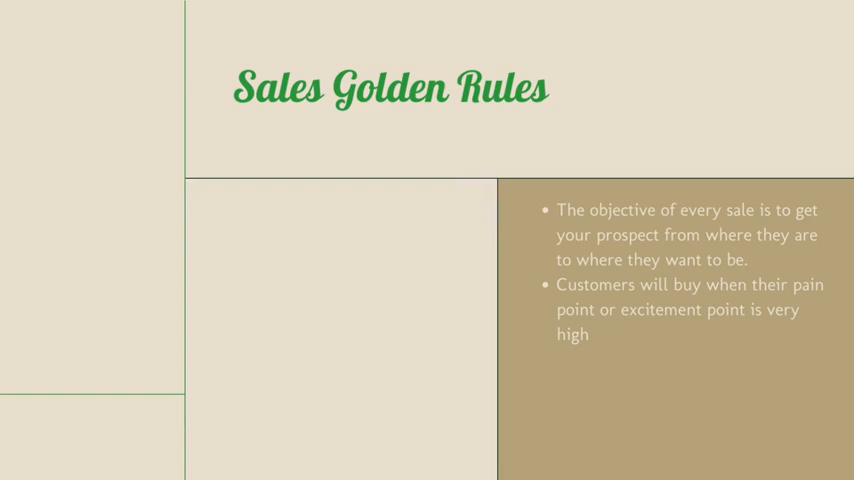 Sales Golden Rules
• The objective of every sale is to get
your prospect from where they are
to where they want to be.
• Customers will buy when their pain
point or excitement point is very
high